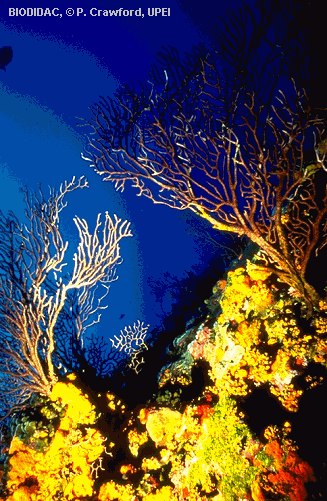 BIODIDAC, © P. Crawford, UPEI